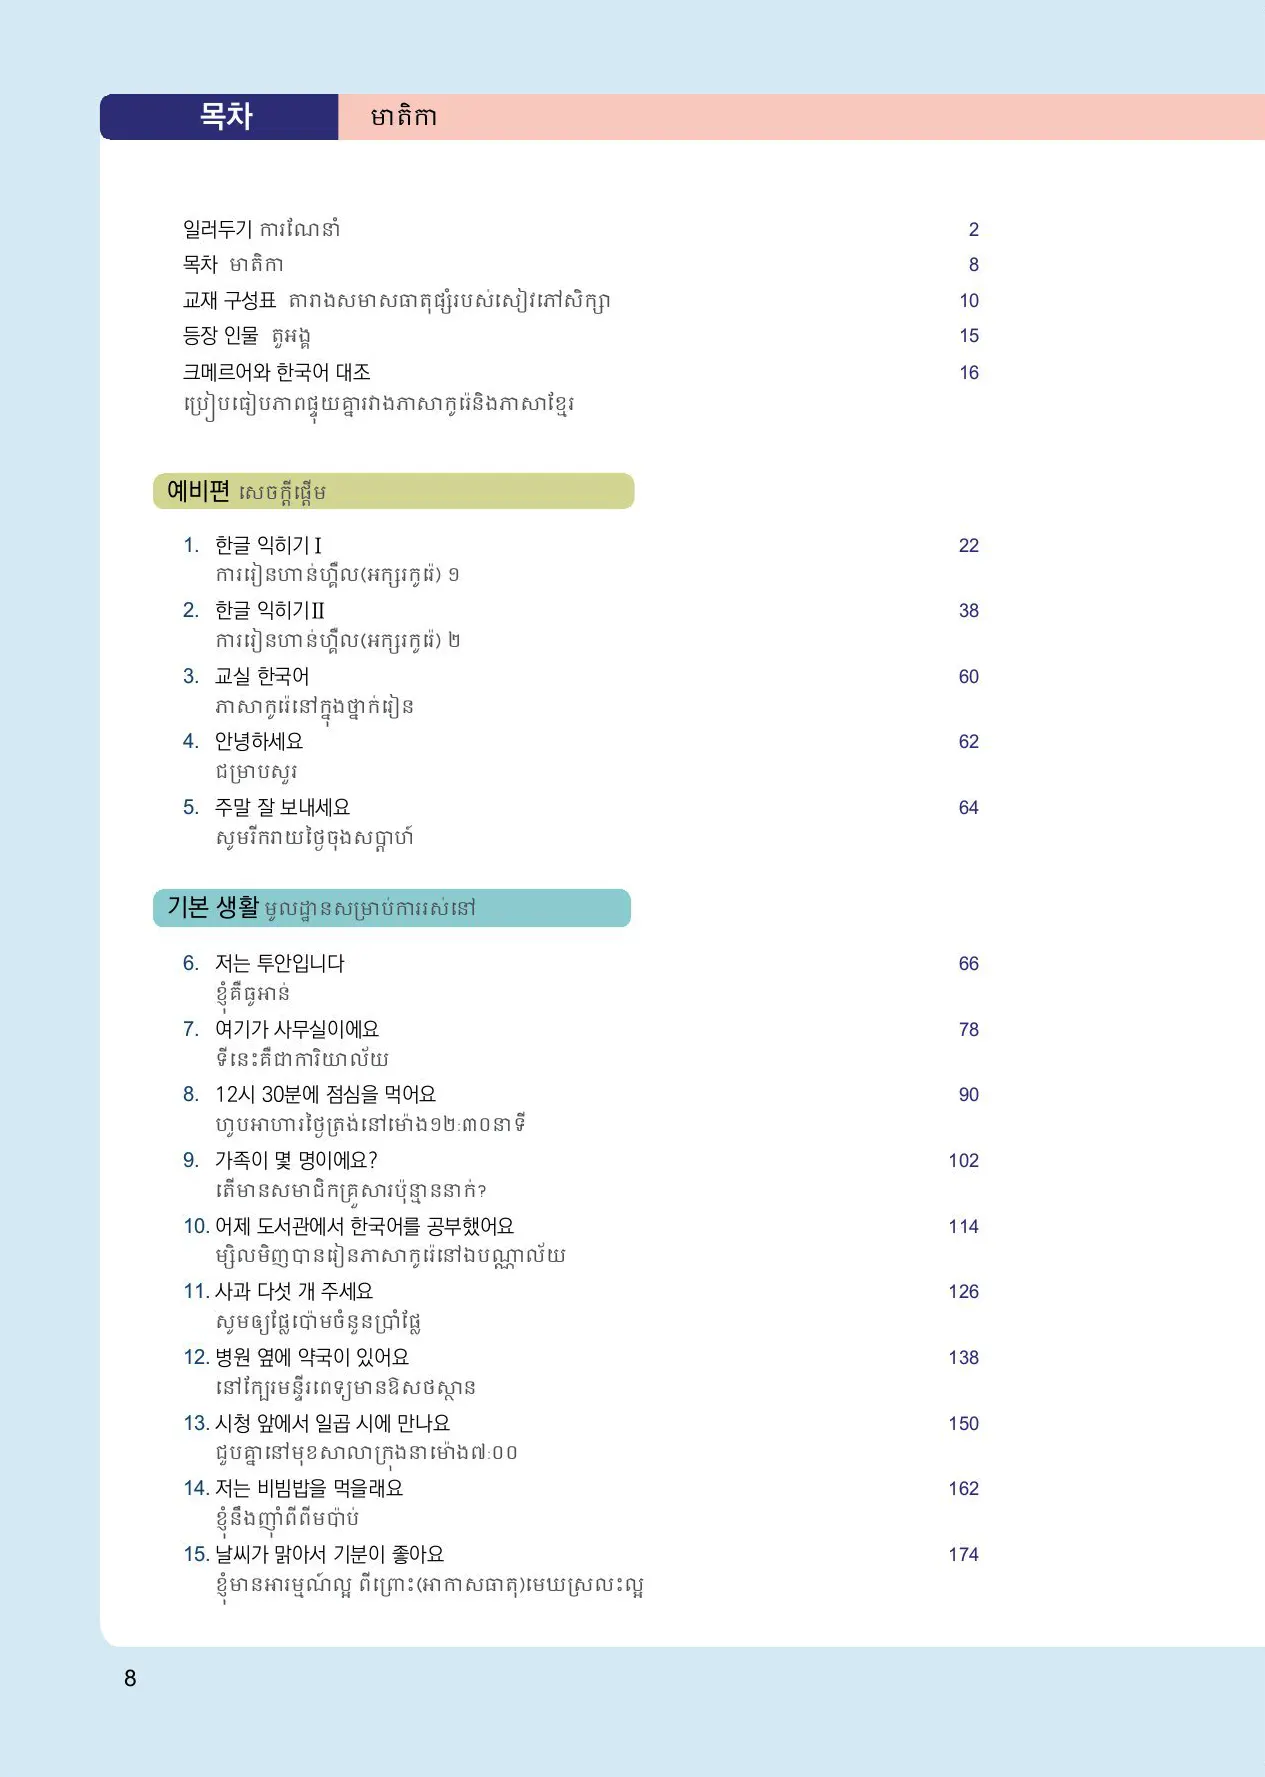 목차 មាតិកា
일러두기 ការណែនាំ 2
목차 មាតិកា 8
교재 구성표 តារាងសមាសធាតុផ្សំរបស់សៀវភៅសិក្សា 10
등장 인물 តួអង្គ 15
크메르어와 한국어 대조 16
ប្រៀបធៀបភាពផ្ទុយគ្នារវាងភាសាកូរ៉េនិងភាសាខ្មែរ
예비편 សេចក្តីផ្តើម
1. 한글 익히기Ⅰ 22
ការរៀនហាន់ហ្គឺល(អក្សរកូរ៉េ) ១
2. 한글 익히기Ⅱ 38
ការរៀនហាន់ហ្គឺល(អក្សរកូរ៉េ) ២
3. 교실 한국어 60
ភាសាកូរ៉េនៅក្នុងថ្នាក់រៀន
4. 안녕하세요 62
ជម្រាបសួរ
5. 주말 잘 보내세요 64
សូមរីករាយថ្ងៃចុងសប្តាហ៍
기본 생활 មូលដ្ឋានសម្រាប់ការរស់នៅ
6. 저는 투안입니다 66
ខ្ញុំគឺធូអាន់
7. 여기가 사무실이에요 78
ទីនេះគឺជាការិយាល័យ
8. 12시 30분에 점심을 먹어요 90
ហូបអាហារថ្ងៃត្រង់នៅម៉ោង១២:៣០នាទី
9. 가족이 몇 명이에요? 102
តើមានសមាជិកគ្រួសារប៉ុន្មាននាក់?
10. 어제 도서관에서 한국어를 공부했어요 114
ម្សិលមិញបានរៀនភាសាកូរ៉េនៅឯបណ្ណាល័យ
11. 사과 다섯 개 주세요 126
សូមឲ្យផ្លែប៉ោមចំនួនប្រាំផ្លែ
12. 병원 옆에 약국이 있어요 138
នៅក្បែរមន្ទីរពេទ្យមានឱសថស្ថាន
13. 시청 앞에서 일곱 시에 만나요 150
ជួបគ្នានៅមុខសាលាក្រុងនាម៉ោង៧:០០
14. 저는 비빔밥을 먹을래요 162
ខ្ញុំនឹងញ៉ាំពីពីមប៉ាប់
15. 날씨가 맑아서 기분이 좋아요 174
ខ្ញុំមានអារម្មណ៍ល្អ ពីព្រោះ(អាកាសធាតុ)មេឃស្រលះល្អ
8